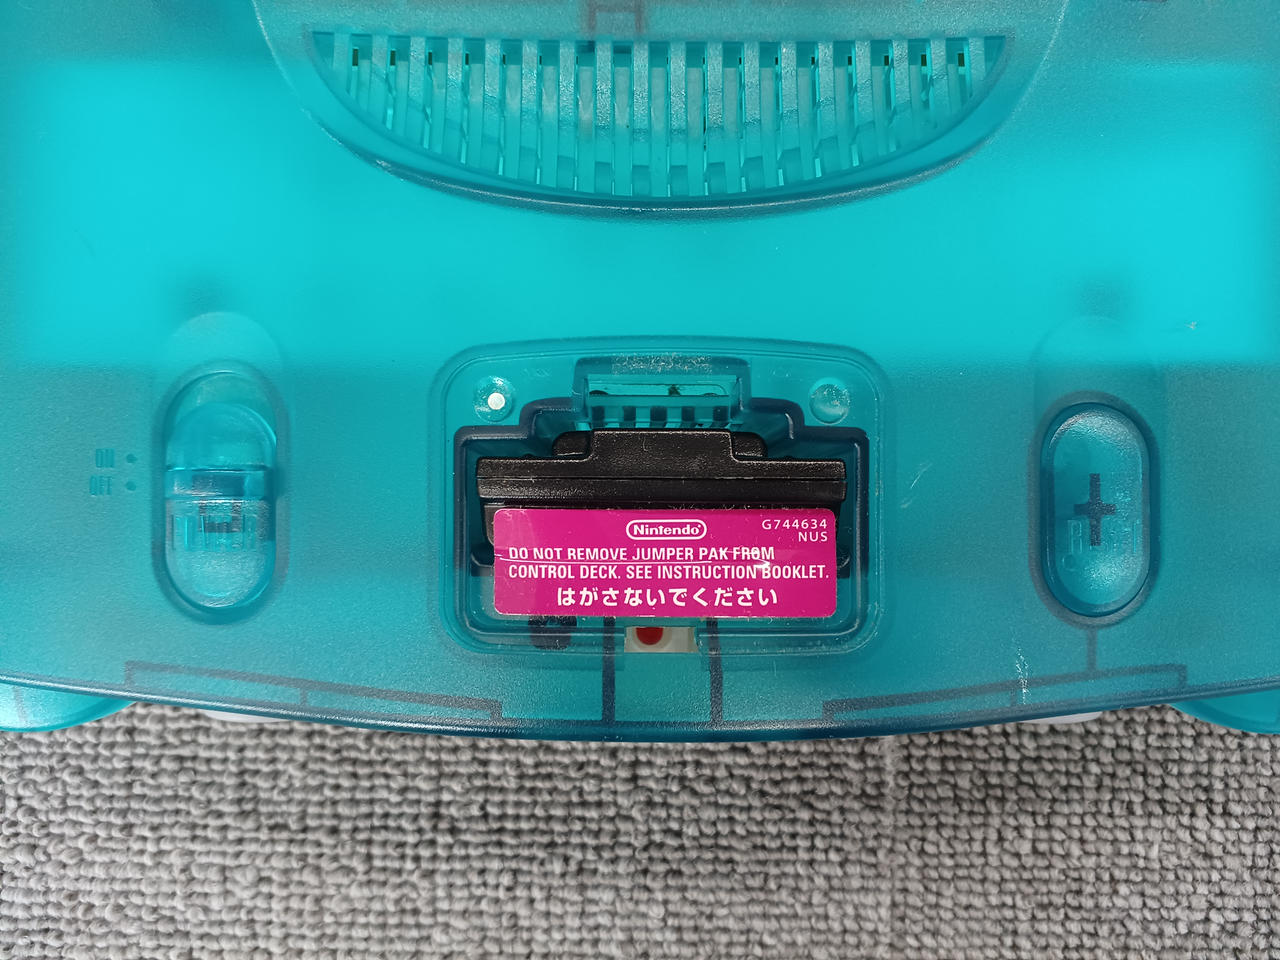 ON
OFF
Nintendo
G744634
NUS
DO NOT REMOVE JUMPER PAK FROM
CONTROL DECK. SEE INSTRUCTION BOOKLET.
はがさないでください